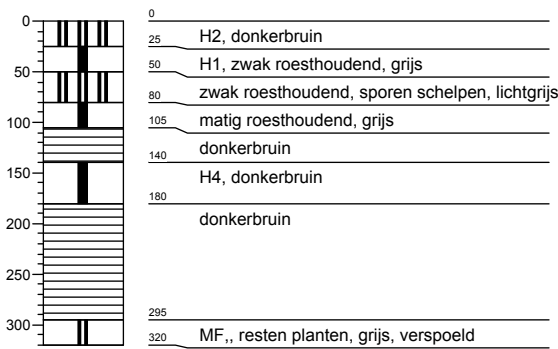 0
0
25
H2, donkerbruin
50
50
H1, zwak roesthoudend, grijs
80
zwak roesthoudend, sporen schelpen, lichtgrijs
100
105
matig roesthoudend, grijs
donkerbruin
140
150
H4, donkerbruin
180
200
donkerbruin
250
295
300
320
MF,, resten planten, grijs, verspoeld